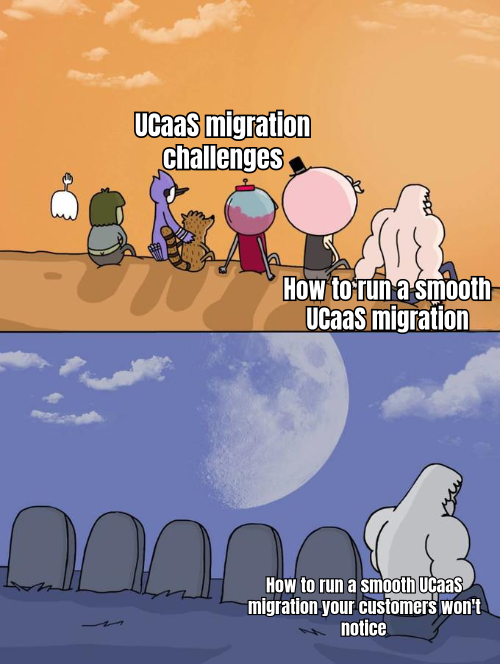 UCaaS migration
challenges
How to run a smooth
UCaaS migration
How to run a smooth UCaaS
migration your customers won't
notice